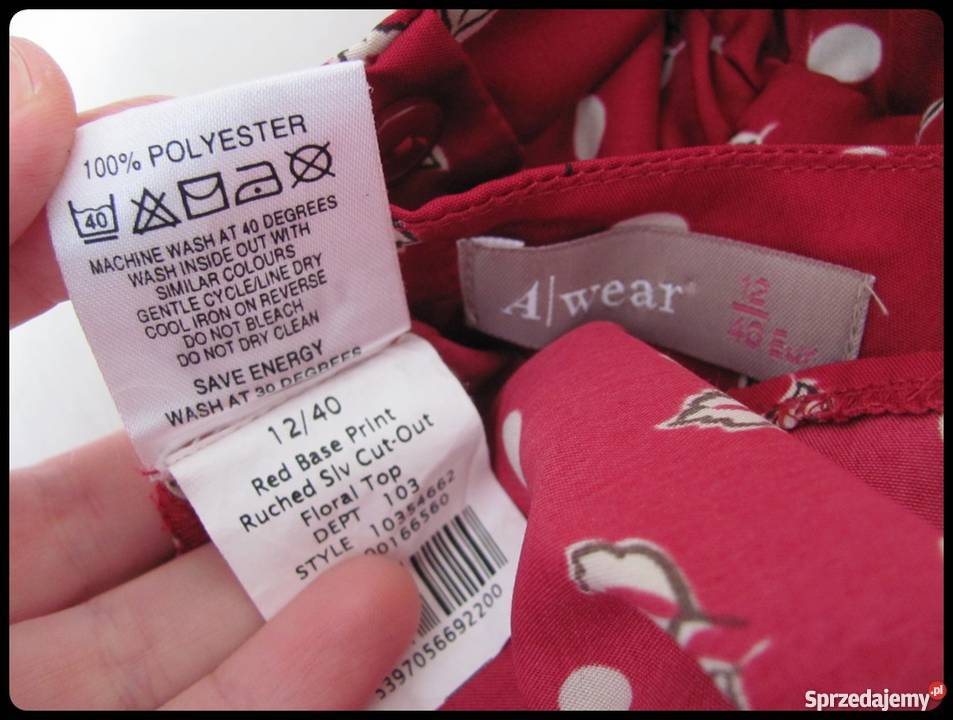 100% POLYESTER
40
MACHINE WASH AT 40 DEGREES
WASH INSIDE OUT WITH
SIMILAR COLOURS
GENTLE CYCLE/LINE DRY
COOL IRON ON REVERSE
DO NOT BLEACH
DO NOT DRY CLEAN
SAVE ENERGY
WASH AT 30 DEGREES
12/40
Red Base Print
Ruched Slv Cut-Out
Floral Top
DEPT 103
STYLE 10354662
00166560
5397056692200
A|wear
Sprzedajemy.pl